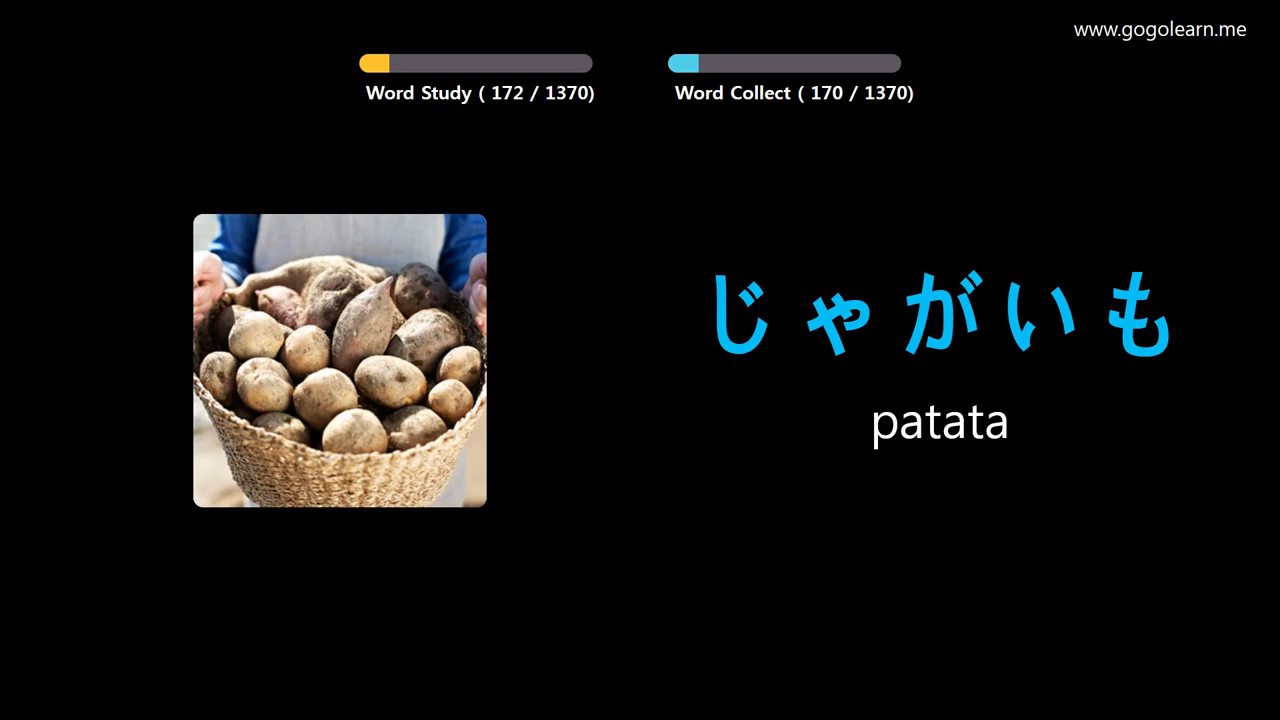 www.gogolearn.me
Word Study ( 172 / 1370)
Word Collect ( 170 / 1370)
じゃがいも
patata